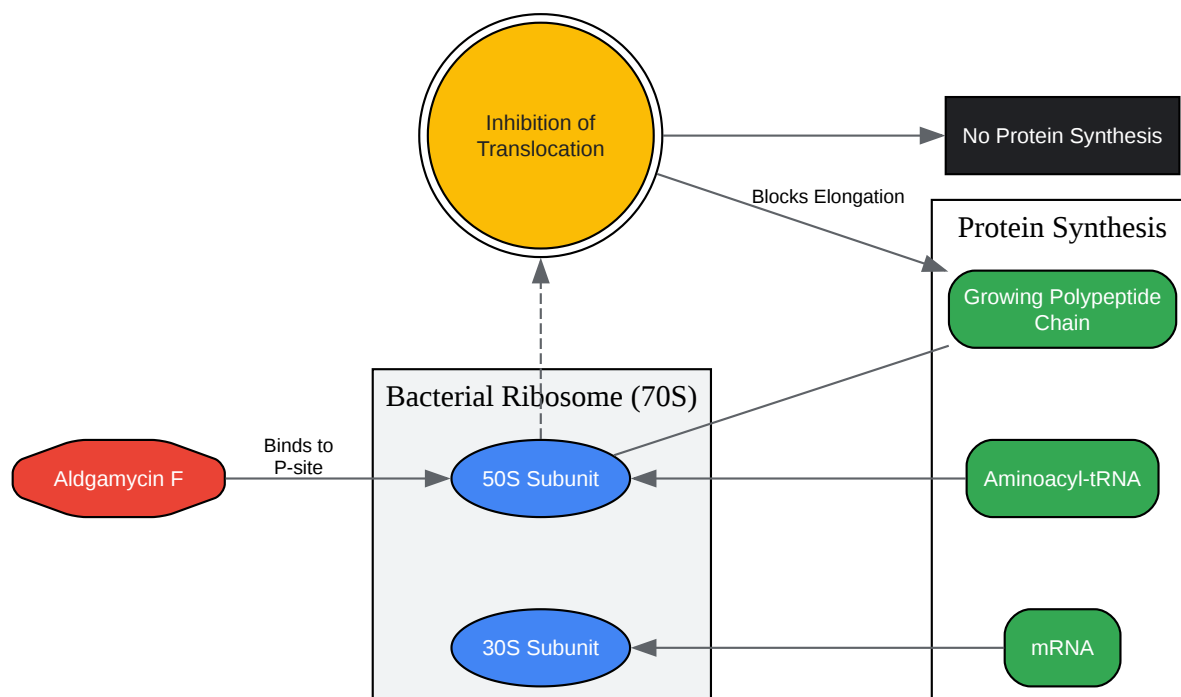 Inhibition of
Translocation
No Protein Synthesis
Blocks Elongation
Protein Synthesis
Growing Polypeptide
Chain
Bacterial Ribosome (70S)
Binds to
P-site
Aldgamycin F
50S Subunit
Aminoacyl-tRNA
30S Subunit
mRNA